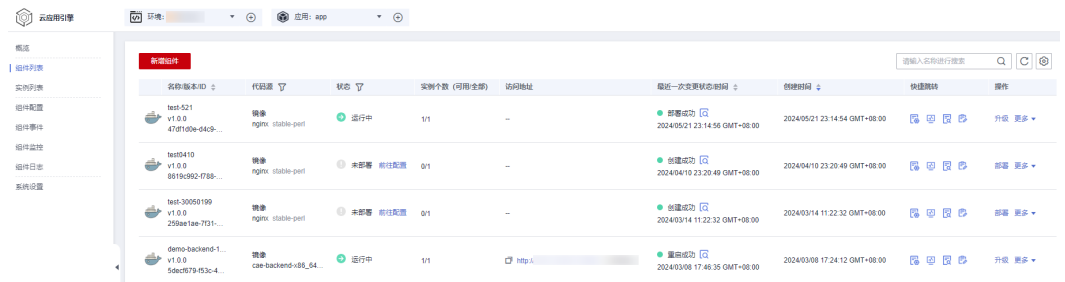 云应用引擎
环境:
应用: app
概览
组件列表
实例列表
组件配置
组件事件
组件监控
组件日志
系统设置
新增组件
请输入名称进行搜索
名称/版本/ID 代码源 状态 实例个数 (可用/全部) 访问地址 最近一次变更状态/时间 创建时间 快捷跳转 操作
test-521
v1.0.0
47df1d0e-d4c9-...
镜像
nginx stable-perl
运行中
1/1
–
部署成功
2024/05/21 23:14:56 GMT+08:00
2024/05/21 23:14:54 GMT+08:00
升级 更多
test0410
v1.0.0
8619c992-f788-...
镜像
nginx stable-perl
未部署 前往配置
0/1
–
创建成功
2024/04/10 23:20:49 GMT+08:00
2024/04/10 23:20:49 GMT+08:00
部署 更多
test-30050199
v1.0.0
259ae1ae-7f31-...
镜像
nginx stable-perl
未部署 前往配置
0/1
–
创建成功
2024/03/14 11:22:32 GMT+08:00
2024/03/14 11:22:32 GMT+08:00
部署 更多
demo-backend-1...
v1.0.0
5decf679-f53c-4...
镜像
cae-backend-x86_64...
运行中
1/1
http:/
重启成功
2024/03/08 17:46:35 GMT+08:00
2024/03/08 17:24:12 GMT+08:00
升级 更多